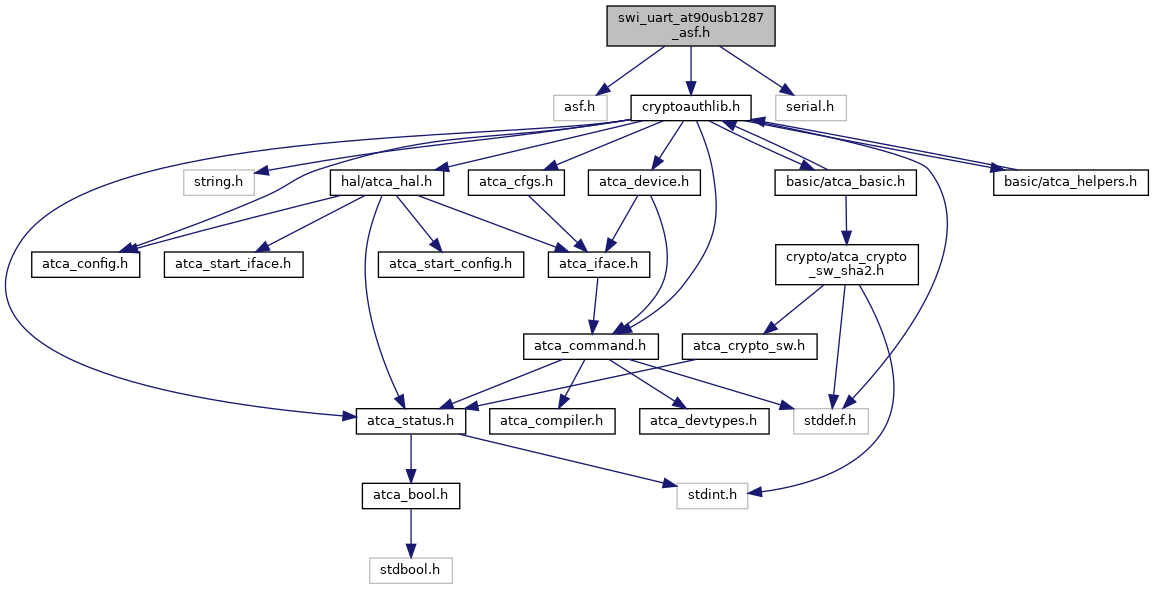 swi_uart_at90usb1287
_asf.h
asf.h
cryptoauthlib.h
serial.h
string.h
hal/atca_hal.h
atca_cfgs.h
atca_device.h
basic/atca_basic.h
basic/atca_helpers.h
atca_config.h
atca_start_iface.h
atca_start_config.h
atca_iface.h
crypto/atca_crypto
_sw_sha2.h
atca_command.h
atca_crypto_sw.h
atca_status.h
atca_compiler.h
atca_devtypes.h
stddef.h
atca_bool.h
stdint.h
stdbool.h